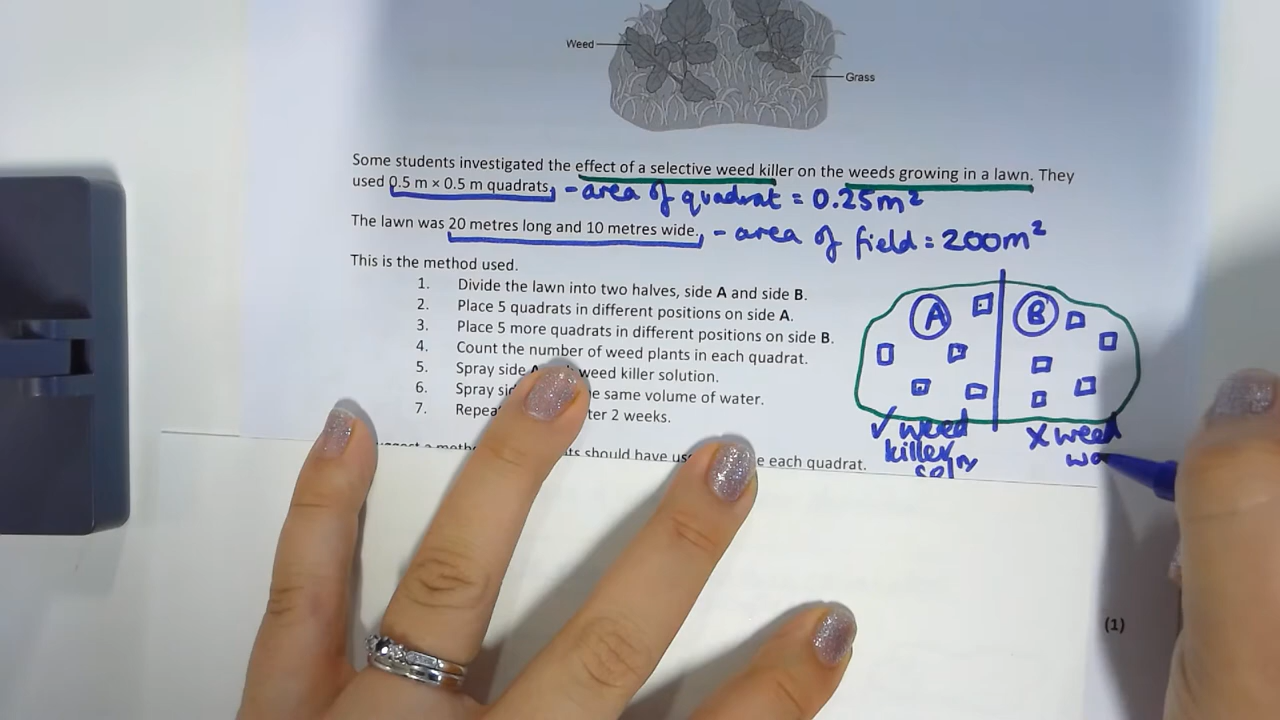 Weed
Grass
Some students investigated the effect of a selective weed killer on the weeds growing in a lawn. They
used 0.5 m × 0.5 m quadrats. - area of quadrat = 0.25m²
The lawn was 20 metres long and 10 metres wide. - area of field = 200m²
This is the method used.
1. Divide the lawn into two halves, side A and side B.
2. Place 5 quadrats in different positions on side A.
3. Place 5 more quadrats in different positions on side B.
4. Count the number of weed plants in each quadrat.
5. Spray side weed killer solution.
6. Spray same volume of water.
7. 2 weeks.
A B
✓ weed
killer
X weed
should have each quadrat.
(1)